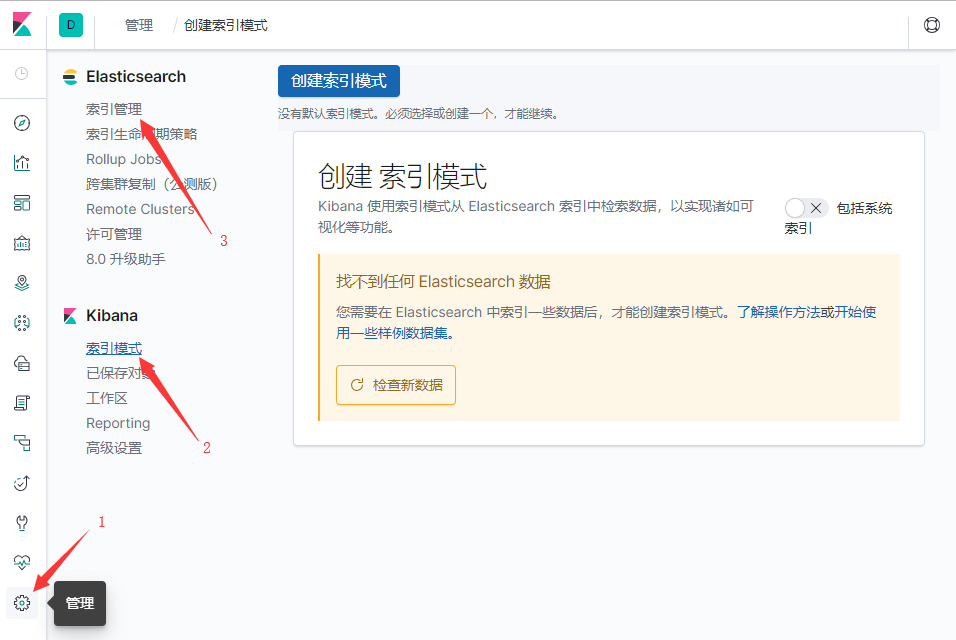 D
管理 / 创建索引模式
Elasticsearch
索引管理
索引生命周期策略
Rollup Jobs
跨集群复制（公测版）
Remote Clusters
许可管理
8.0 升级助手
3
Kibana
索引模式
已保存对象
工作区
Reporting
高级设置
2
1
管理
创建索引模式
没有默认索引模式。必须选择或创建一个，才能继续。
创建 索引模式
Kibana 使用索引模式从 Elasticsearch 索引中检索数据，以实现诸如可
视化等功能。
包括系统
索引
找不到任何 Elasticsearch 数据
您需要在 Elasticsearch 中索引一些数据后，才能创建索引模式。了解操作方法或开始使
用一些样例数据集。
检查新数据